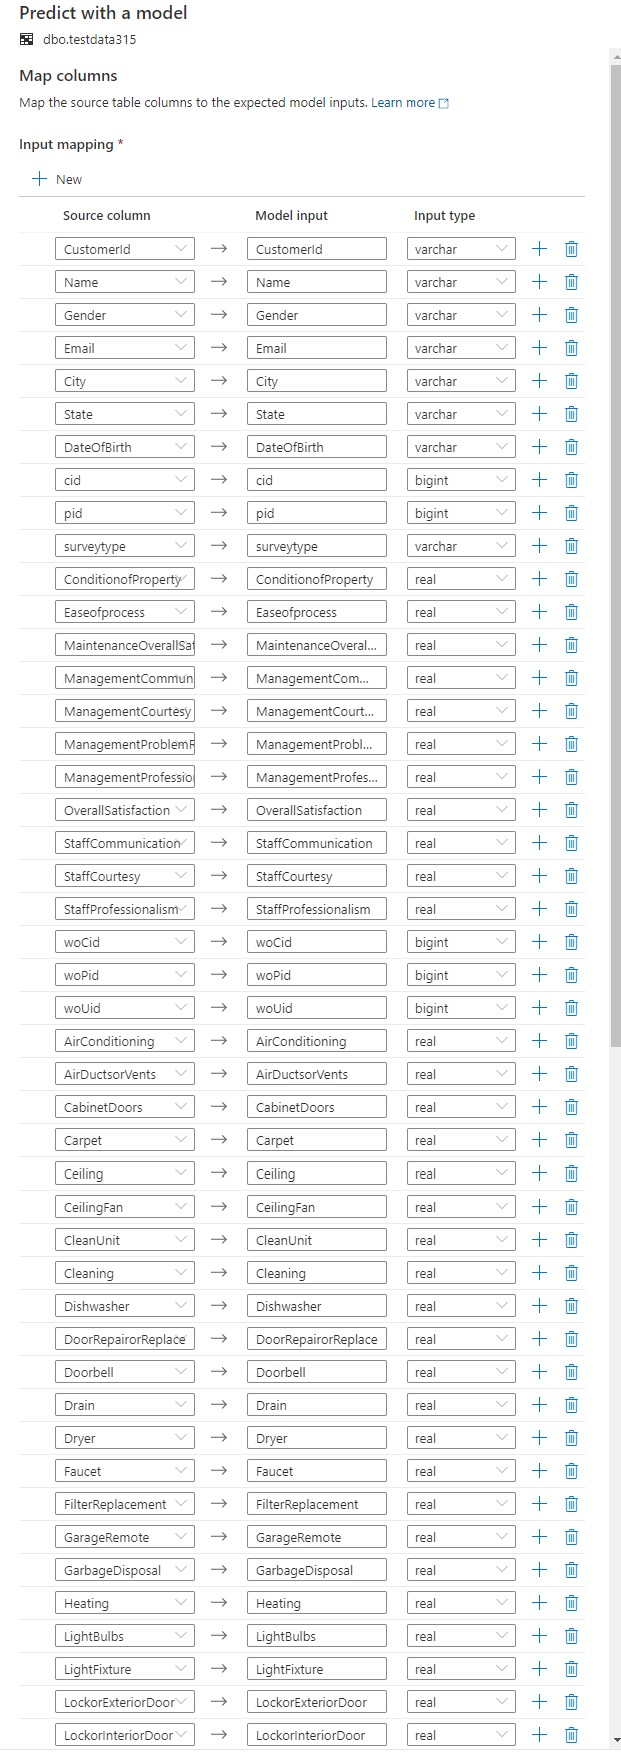 Predict with a model
dbo.testdata315
Map columns
Map the source table columns to the expected model inputs. Learn more
Input mapping *
New
Source column Model input Input type
CustomerId CustomerId varchar
Name Name varchar
Gender Gender varchar
Email Email varchar
City City varchar
State State varchar
DateOfBirth DateOfBirth varchar
cid cid bigint
pid pid bigint
surveytype surveytype varchar
ConditionofProperty ConditionofProperty real
Easeofprocess Easeofprocess real
MaintenanceOverallSat MaintenanceOveral... real
ManagementCommun ManagementCom... real
ManagementCourtesy ManagementCourt... real
ManagementProblemR ManagementProbl... real
ManagementProfession ManagementProfes... real
OverallSatisfaction OverallSatisfaction real
StaffCommunication StaffCommunication real
StaffCourtesy StaffCourtesy real
StaffProfessionalism StaffProfessionalism real
woCid woCid bigint
woPid woPid bigint
woUid woUid bigint
AirConditioning AirConditioning real
AirDuctsorVents AirDuctsorVents real
CabinetDoors CabinetDoors real
Carpet Carpet real
Ceiling Ceiling real
CeilingFan CeilingFan real
CleanUnit CleanUnit real
Cleaning Cleaning real
Dishwasher Dishwasher real
DoorRepairorReplace DoorRepairorReplace real
Doorbell Doorbell real
Drain Drain real
Dryer Dryer real
Faucet Faucet real
FilterReplacement FilterReplacement real
GarageRemote GarageRemote real
GarbageDisposal GarbageDisposal real
Heating Heating real
LightBulbs LightBulbs real
LightFixture LightFixture real
LockorExteriorDoor LockorExteriorDoor real
LockorInteriorDoor LockorInteriorDoor real